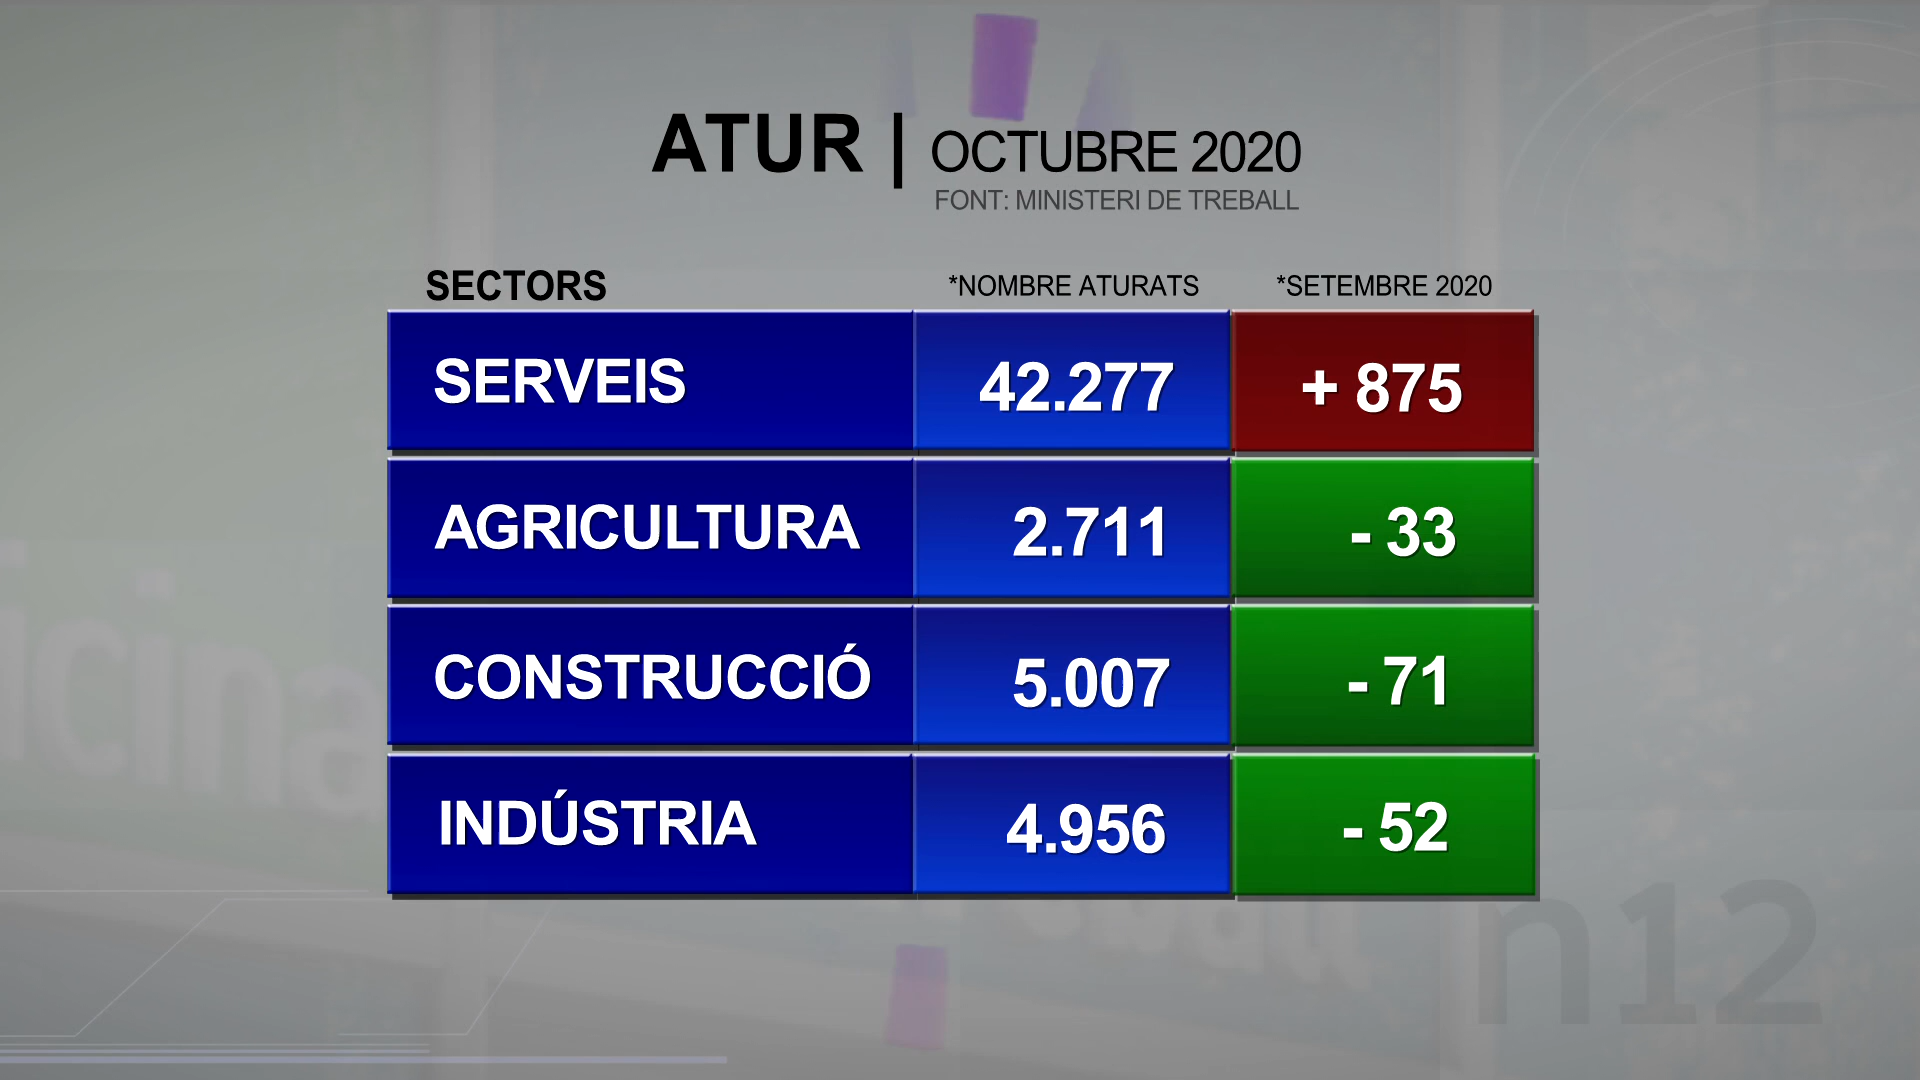 ATUR | OCTUBRE 2020
FONT: MINISTERI DE TREBALL
SECTORS *NOMBRE ATURATS *SETEMBRE 2020
SERVEIS 42.277 + 875
AGRICULTURA 2.711 - 33
CONSTRUCCIÓ 5.007 - 71
INDÚSTRIA 4.956 - 52
icina
n12